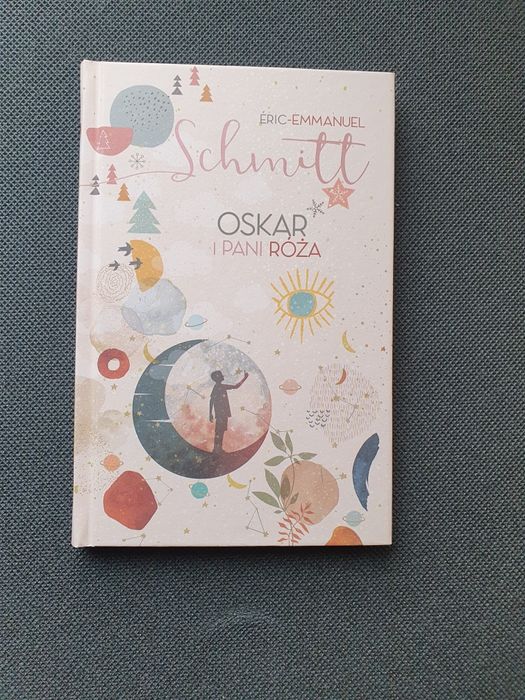 ÉRIC-EMMANUEL
Schmitt
OSKAR
I PANI RÓŻA